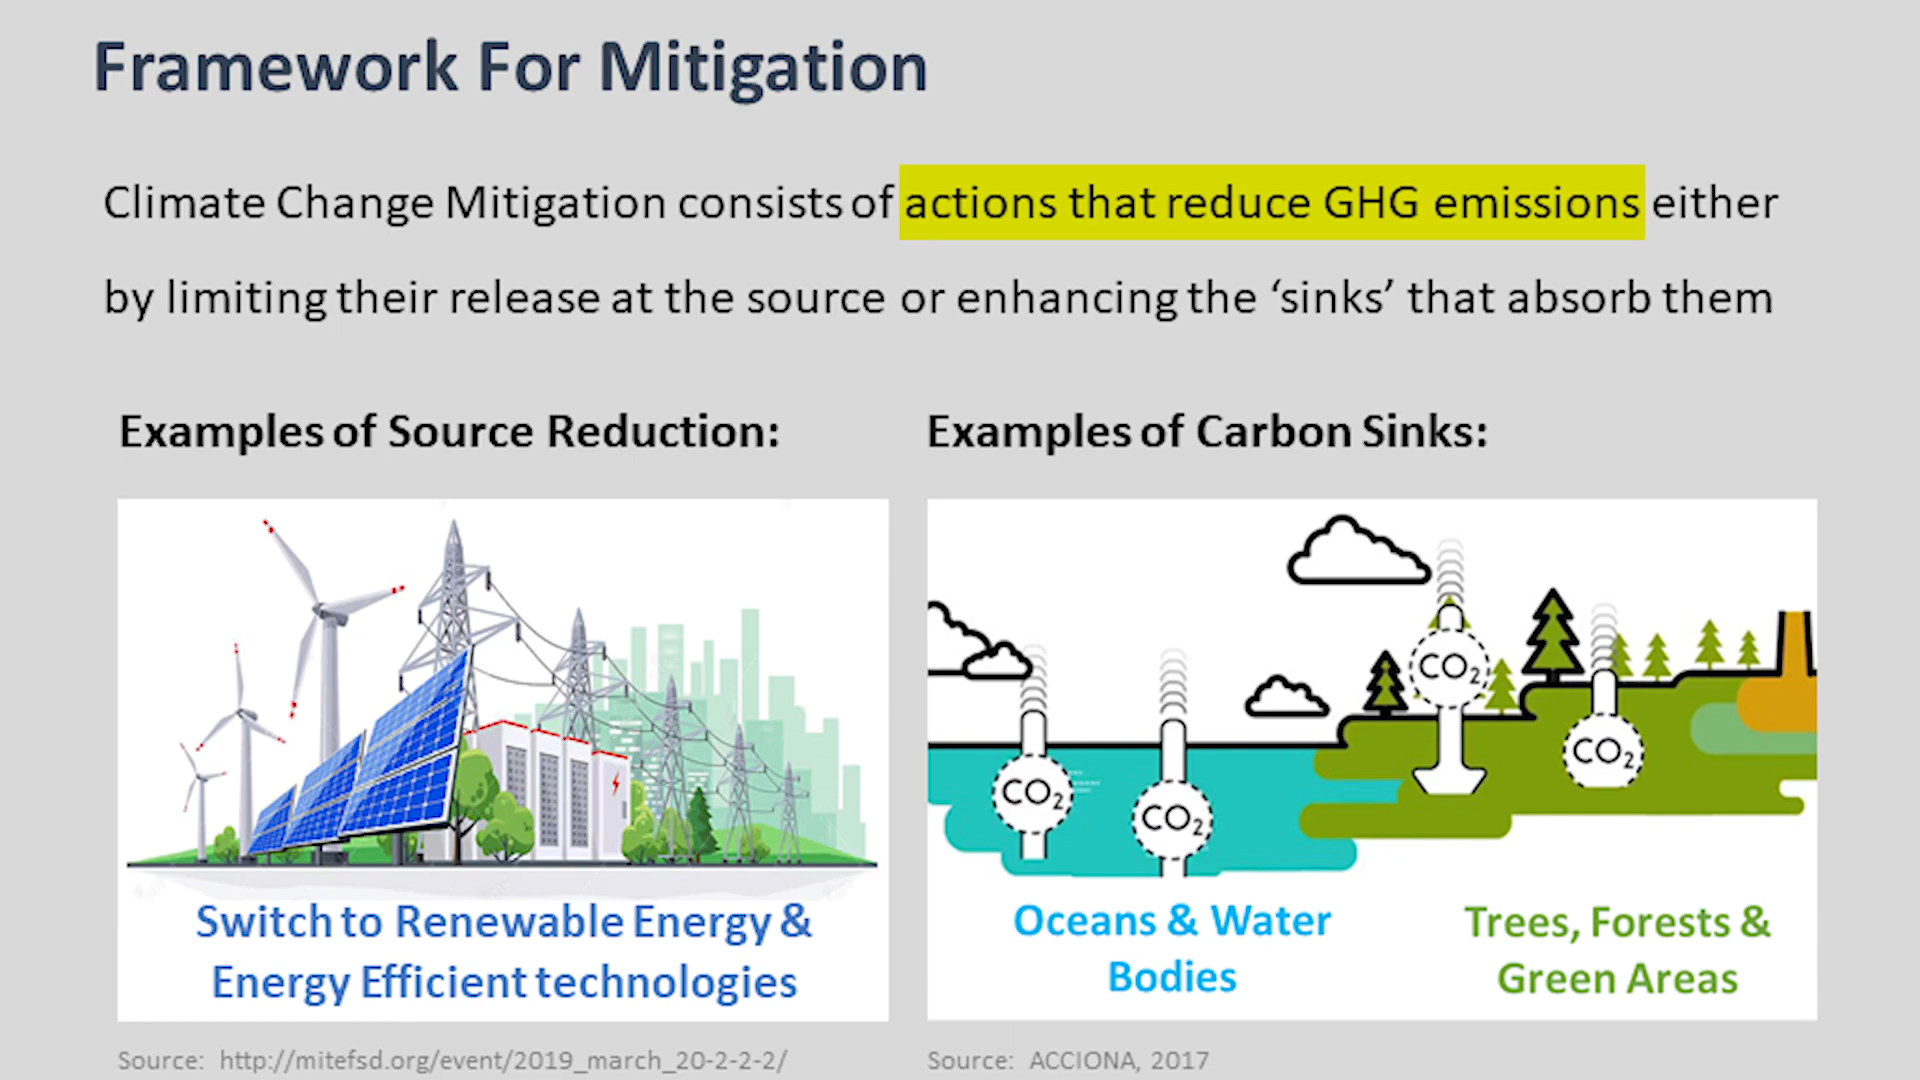 Framework For Mitigation
Climate Change Mitigation consists of actions that reduce GHG emissions either
by limiting their release at the source or enhancing the ‘sinks’ that absorb them
Examples of Source Reduction:
Switch to Renewable Energy &
Energy Efficient technologies
Source: http://mitefsd.org/event/2019_march_20-2-2-2/
Examples of Carbon Sinks:
CO₂
CO₂
CO₂
CO₂
Oceans & Water
Bodies
Trees, Forests &
Green Areas
Source: ACCIONA, 2017